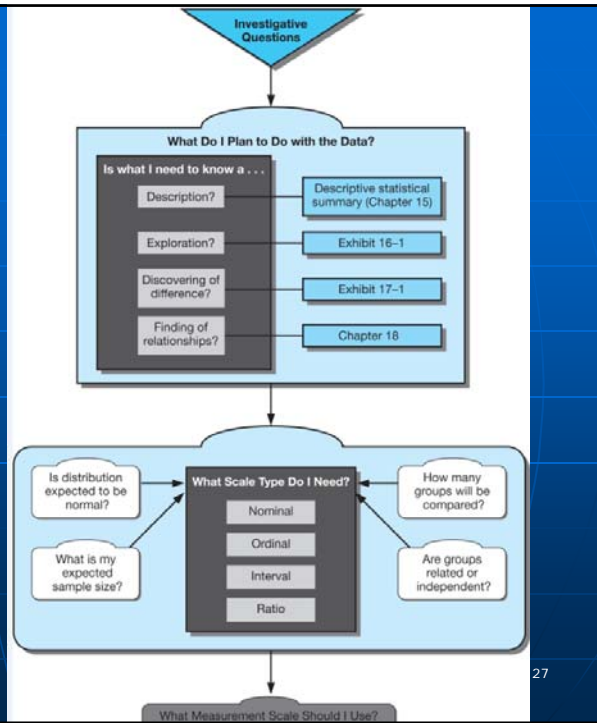 Investigative
Questions
What Do I Plan to Do with the Data?
Is what I need to know a . . .
Description?
Descriptive statistical
summary (Chapter 15)
Exploration?
Exhibit 16–1
Discovering of
difference?
Exhibit 17–1
Finding of
relationships?
Chapter 18
Is distribution
expected to be
normal?
What Scale Type Do I Need?
How many
groups will be
compared?
Nominal
Ordinal
What is my
expected
sample size?
Are groups
related or
independent?
Interval
Ratio
27
What Measurement Scale Should I Use?